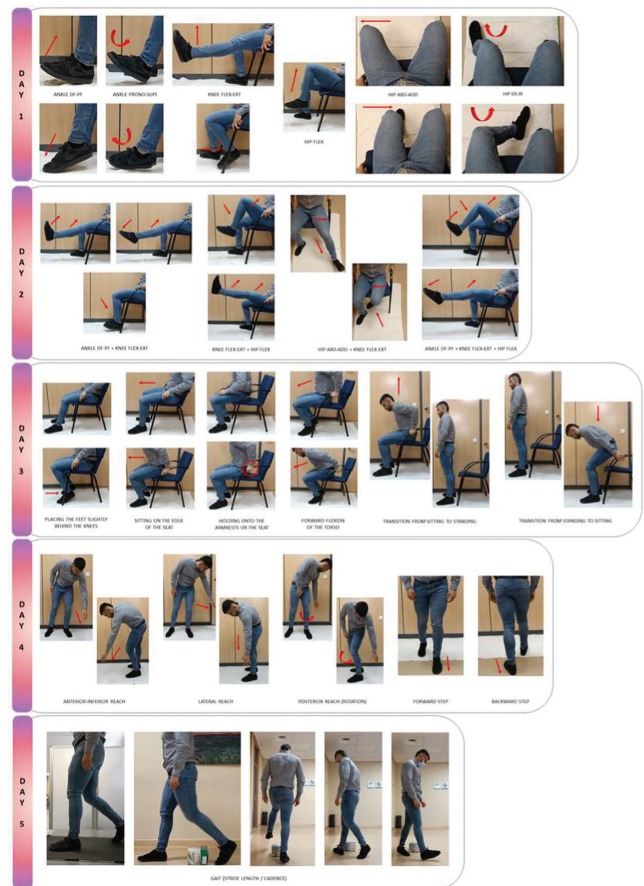 DAY 1
ANKLE DF-PF
ANKLE PRONO-SUPI
KNEE FLEX-EXT
HIP FLEX
HIP ABD-ADD
HIP ER-IR
DAY 2
ANKLE DF-PF + KNEE FLEX-EXT
KNEE FLEX-EXT + HIP FLEX
HIP ABD-ADD + KNEE FLEX-EXT
ANKLE DF-PF + KNEE FLEX-EXT + HIP FLEX
DAY 3
PLACING THE FEET SLIGHTLY
BEHIND THE KNEES
SITTING ON THE EDGE
OF THE SEAT
HOLDING ONTO THE
ARMRESTS OR THE SEAT
FORWARD FLEXION
OF THE TORSO
TRANSITION FROM SITTING TO STANDING
TRANSITION FROM STANDING TO SITTING
DAY 4
ANTERIOR-INFERIOR REACH
LATERAL REACH
POSTERIOR REACH (ROTATION)
FORWARD STEP
BACKWARD STEP
DAY 5
GAIT (STRIDE LENGTH / CADENCE)